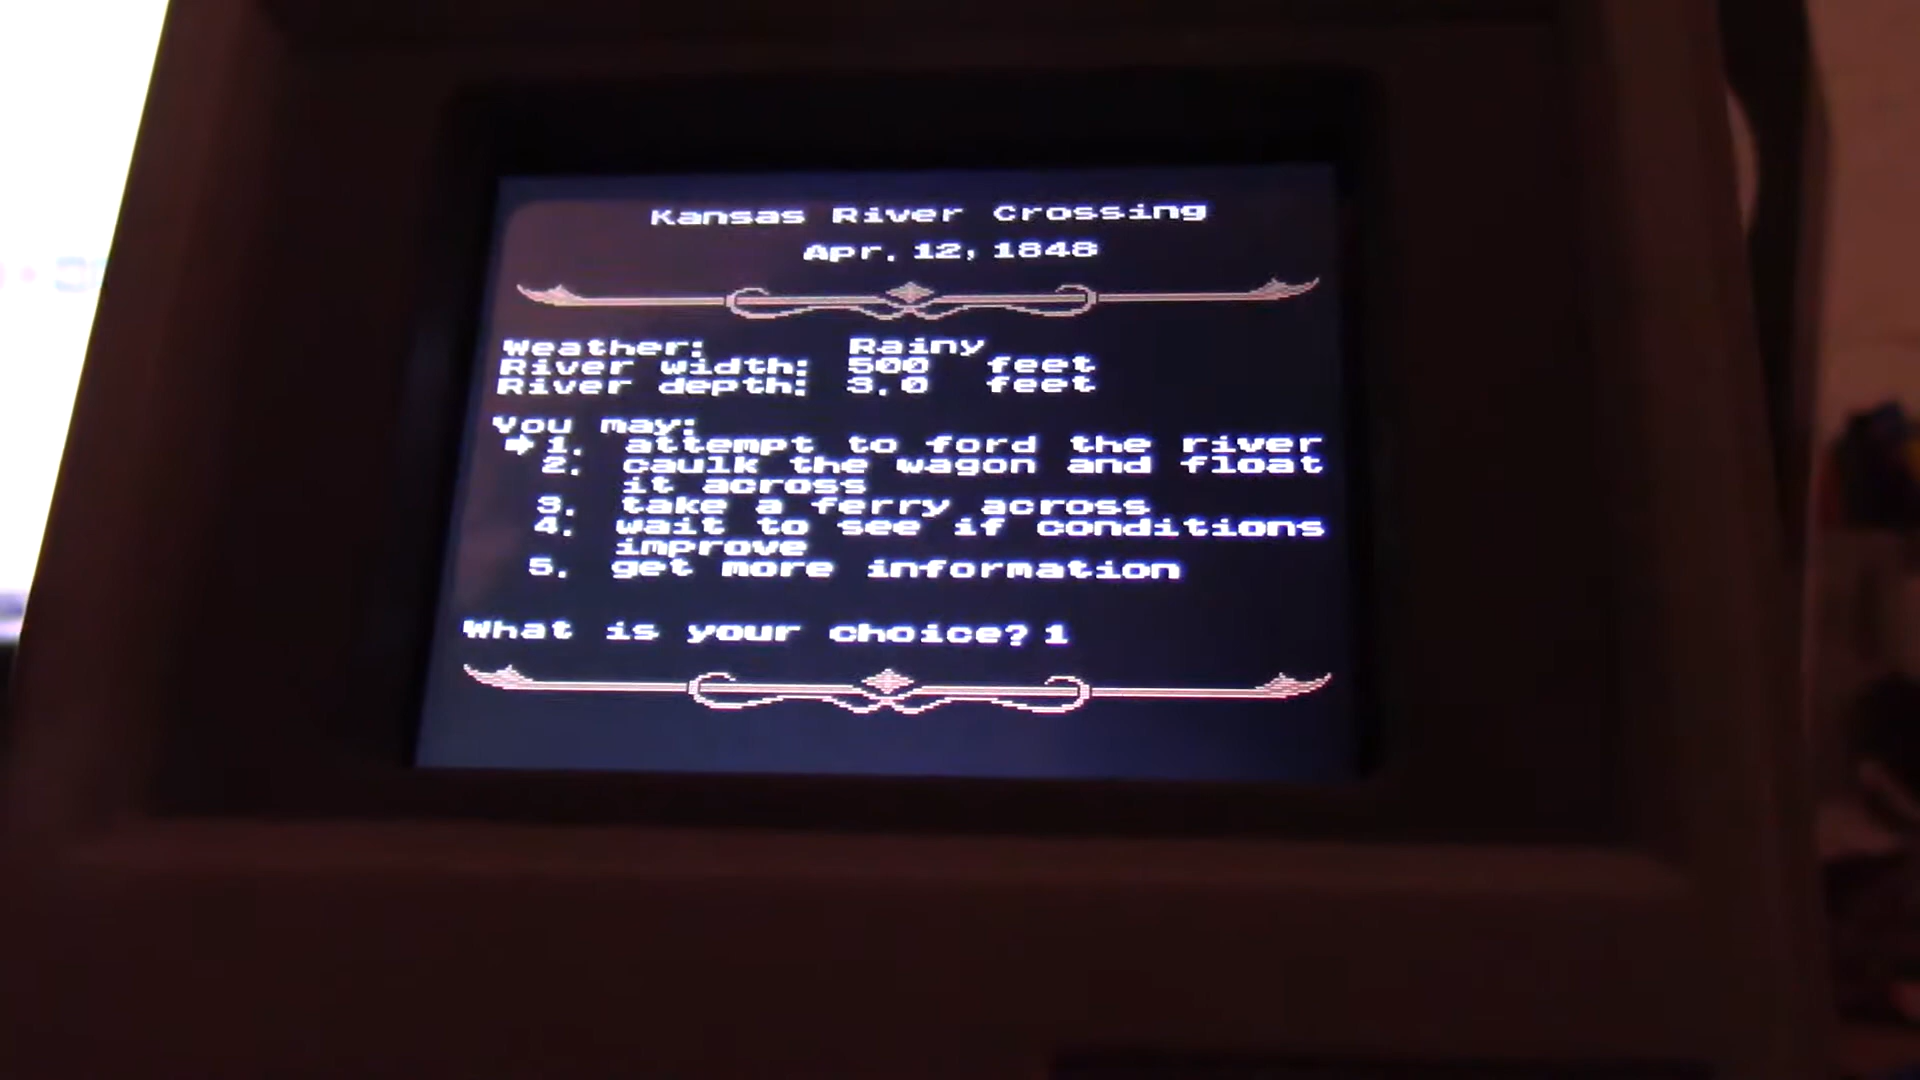 Kansas River Crossing
Apr. 12, 1848
Weather: Rainy
River width: 500 feet
River depth: 3.0 feet
You may:
1. attempt to ford the river
2. caulk the wagon and float
it across
3. take a ferry across
4. wait to see if conditions
improve
5. get more information
What is your choice? 1